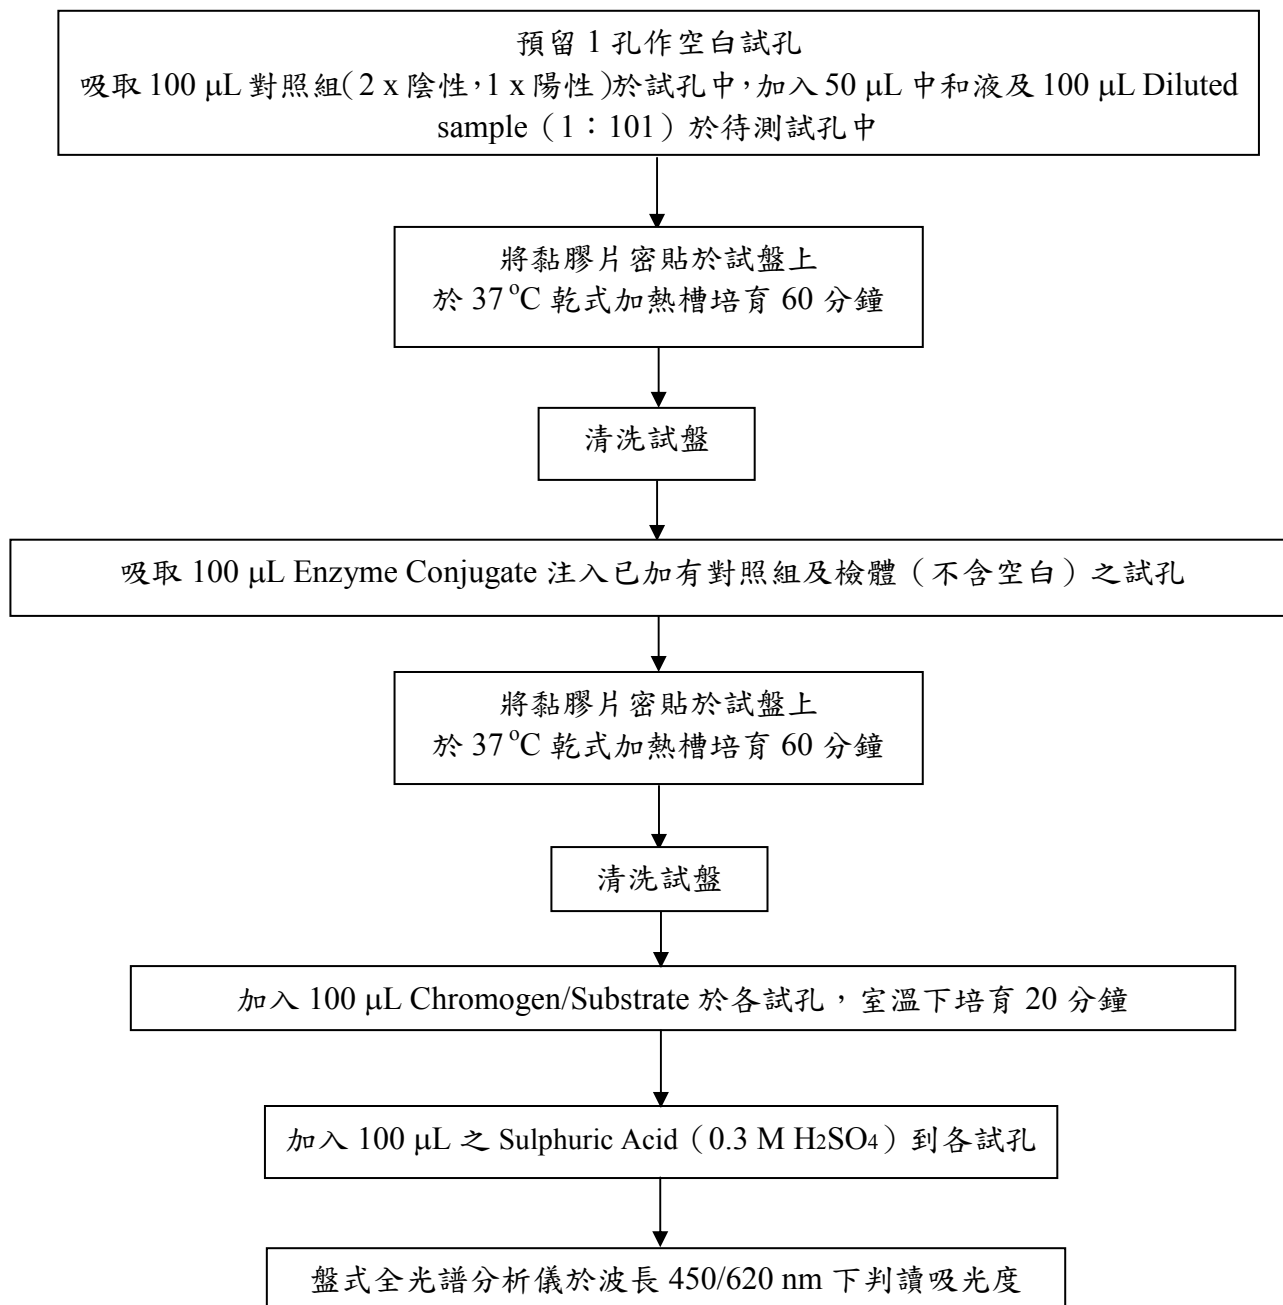 預留 1 孔作空白試孔
吸取 100 μL 對照組(2 x 陰性,1 x 陽性)於試孔中,加入 50 μL 中和液及 100 μL Diluted
sample(1:101)於待測試孔中
將黏膠片密貼於試盤上
於 37 °C 乾式加熱槽培育 60 分鐘
清洗試盤
吸取 100 μL Enzyme Conjugate 注入已加有對照組及檢體(不含空白)之試孔
將黏膠片密貼於試盤上
於 37 °C 乾式加熱槽培育 60 分鐘
清洗試盤
加入 100 μL Chromogen/Substrate 於各試孔,室溫下培育 20 分鐘
加入 100 μL 之 Sulphuric Acid(0.3 M H2SO4)到各試孔
盤式全光譜分析儀於波長 450/620 nm 下判讀吸光度